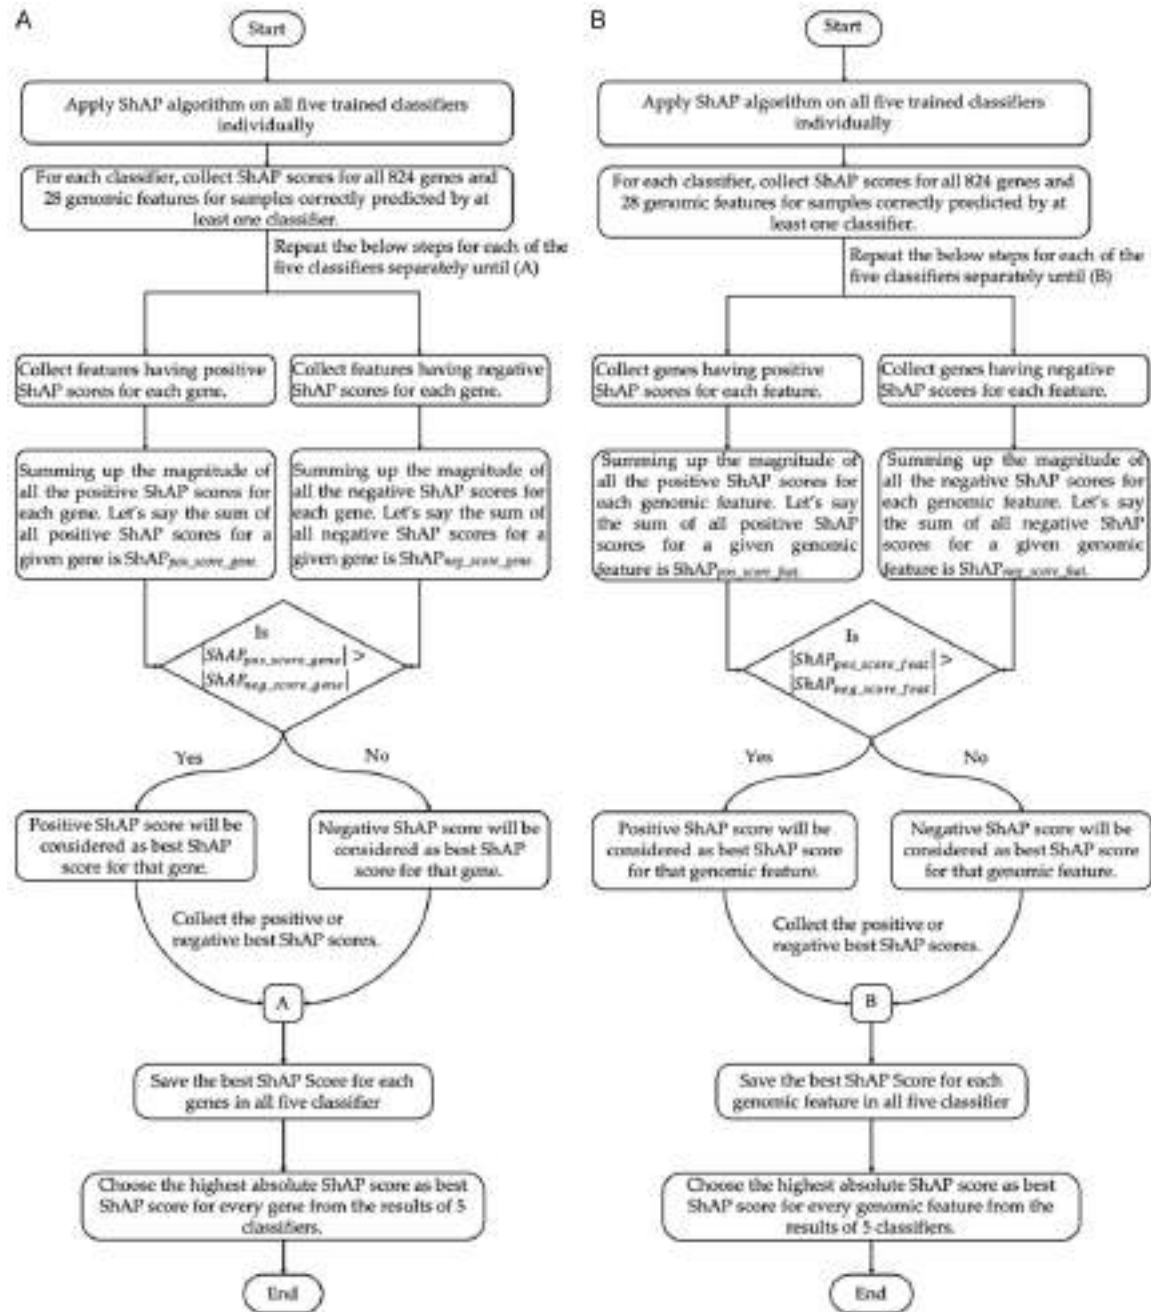 A
Start
Apply ShAP algorithm on all five trained classifiers
individually
For each classifier, collect ShAP scores for all 824 genes and
28 genomic features for samples correctly predicted by at
least one classifier.
Repeat the below steps for each of the
five classifiers separately until (A)
Collect features having positive
ShAP scores for each gene.
Collect features having negative
ShAP scores for each gene.
Summing up the magnitude of
all the positive ShAP scores for
each gene. Let's say the sum of
all positive ShAP scores for a
given gene is ShAPpos_score_gene.
Summing up the magnitude of
all the negative ShAP scores for
each gene. Let's say the sum of
all negative ShAP scores for a
given gene is ShAPneg_score_gene.
Is
|ShAPpos_score_gene| >
|ShAPneg_score_gene|
Yes
No
Positive ShAP score will be
considered as best ShAP
score for that gene.
Negative ShAP score will be
considered as best ShAP
score for that gene.
Collect the positive or
negative best ShAP scores.
A
Save the best ShAP Score for each
genes in all five classifier
Choose the highest absolute ShAP score as best
ShAP score for every gene from the results of 5
classifiers.
End
B
Start
Apply ShAP algorithm on all five trained classifiers
individually
For each classifier, collect ShAP scores for all 824 genes and
28 genomic features for samples correctly predicted by at
least one classifier.
Repeat the below steps for each of the
five classifiers separately until (B)
Collect genes having positive
ShAP scores for each feature.
Collect genes having negative
ShAP scores for each feature.
Summing up the magnitude of
all the positive ShAP scores for
each genomic feature. Let's say
the sum of all positive ShAP
scores for a given genomic
feature is ShAPpos_score_feat.
Summing up the magnitude of
all the negative ShAP scores for
each genomic feature. Let's say
the sum of all negative ShAP
scores for a given genomic
feature is ShAPneg_score_feat.
Is
|ShAPpos_score_feat| >
|ShAPneg_score_feat|
Yes
No
Positive ShAP score will be
considered as best ShAP score
for that genomic feature.
Negative ShAP score will be
considered as best ShAP score
for that genomic feature.
Collect the positive or
negative best ShAP scores.
B
Save the best ShAP Score for each
genomic feature in all five classifier
Choose the highest absolute ShAP score as best
ShAP score for every genomic feature from the
results of 5 classifiers.
End